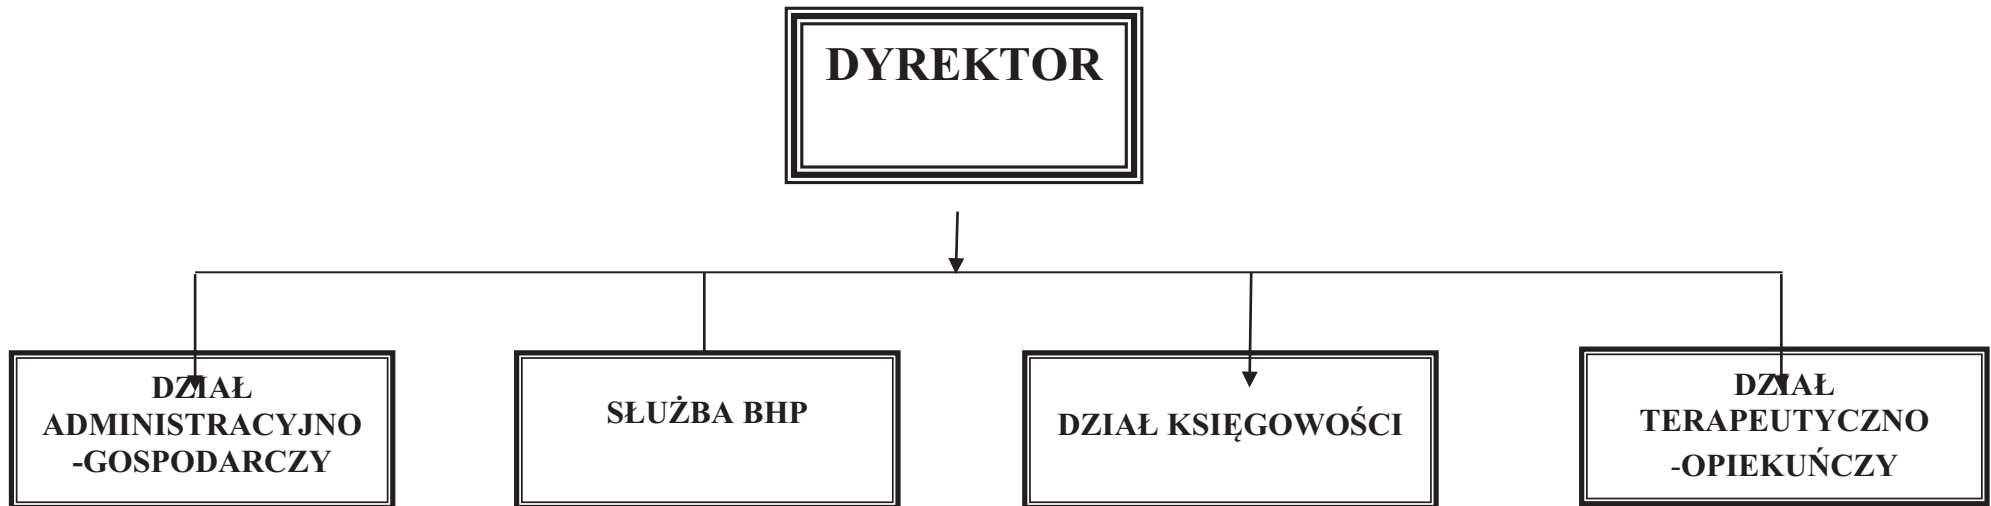 DYREKTOR
DZIAŁ
ADMINISTRACYJNO
-GOSPODARCZY
SŁUŻBA BHP
DZIAŁ KSIĘGOWOŚCI
DZIAŁ
TERAPEUTYCZNO
-OPIEKUŃCZY